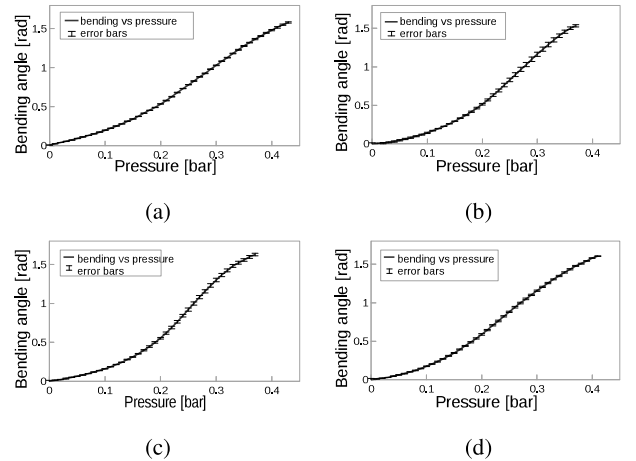 Bending angle [rad]
1.5
1
0.5
0
bending vs pressure
error bars
0 0.1 0.2 0.3 0.4
Pressure [bar]
(a)
Bending angle [rad]
1.5
1
0.5
0
bending vs pressure
error bars
0 0.1 0.2 0.3 0.4
Pressure [bar]
(b)
Bending angle [rad]
1.5
1
0.5
0
bending vs pressure
error bars
0 0.1 0.2 0.3 0.4
Pressure [bar]
(c)
Bending angle [rad]
1.5
1
0.5
0
bending vs pressure
error bars
0 0.1 0.2 0.3 0.4
Pressure [bar]
(d)